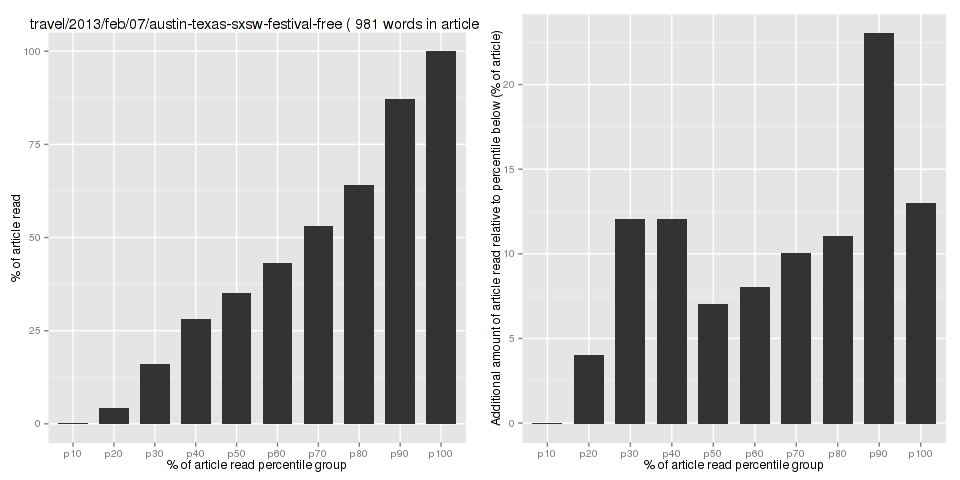 travel/2013/feb/07/austin-texas-sxsw-festival-free ( 981 words in article
% of article read
100
75
50
25
0
p10 p20 p30 p40 p50 p60 p70 p80 p90 p100
% of article read percentile group
Additional amount of article read relative to percentile below (% of article)
20
15
10
5
0
p10 p20 p30 p40 p50 p60 p70 p80 p90 p100
% of article read percentile group